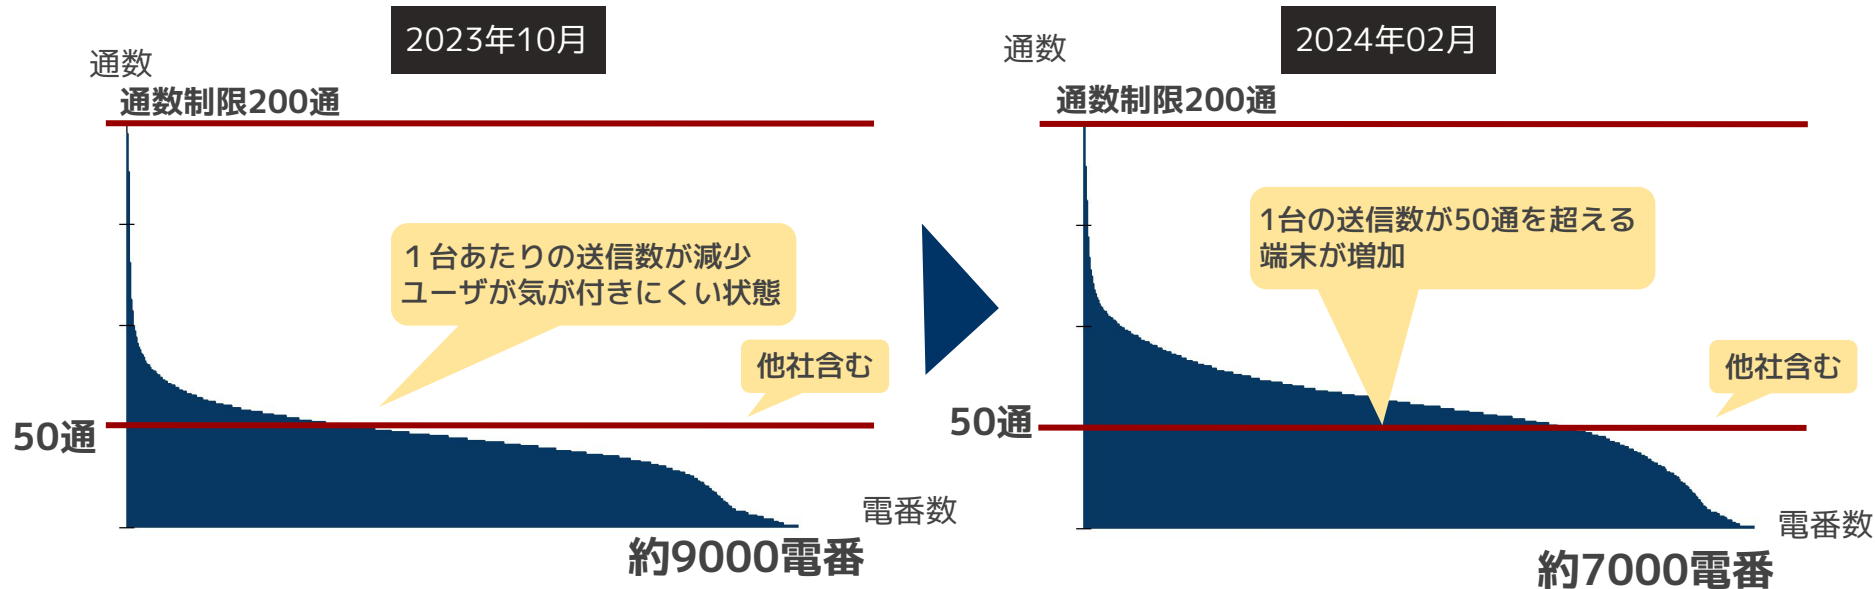 2023年10月
通数
通数制限200通
１台あたりの送信数が減少
ユーザが気が付きにくい状態
他社含む
50通
電番数
約9000電番
2024年02月
通数
通数制限200通
1台の送信数が50通を超える
端末が増加
他社含む
50通
電番数
約7000電番